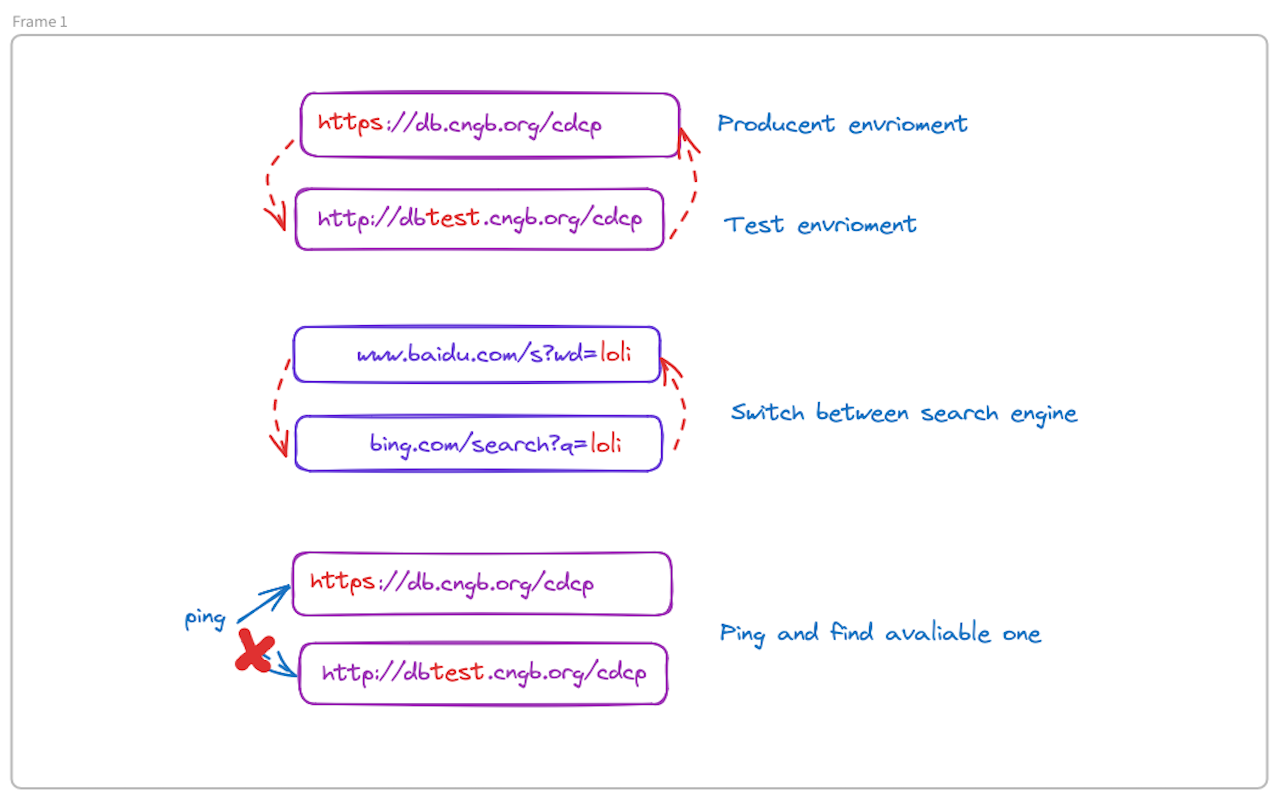 Frame 1
https://db.cngb.org/cdcp
Producent envrioment
http://dbtest.cngb.org/cdcp
Test envrioment
www.baidu.com/s?wd=loli
Switch between search engine
bing.com/search?q=loli
https://db.cngb.org/cdcp
ping
Ping and find avaliable one
http://dbtest.cngb.org/cdcp